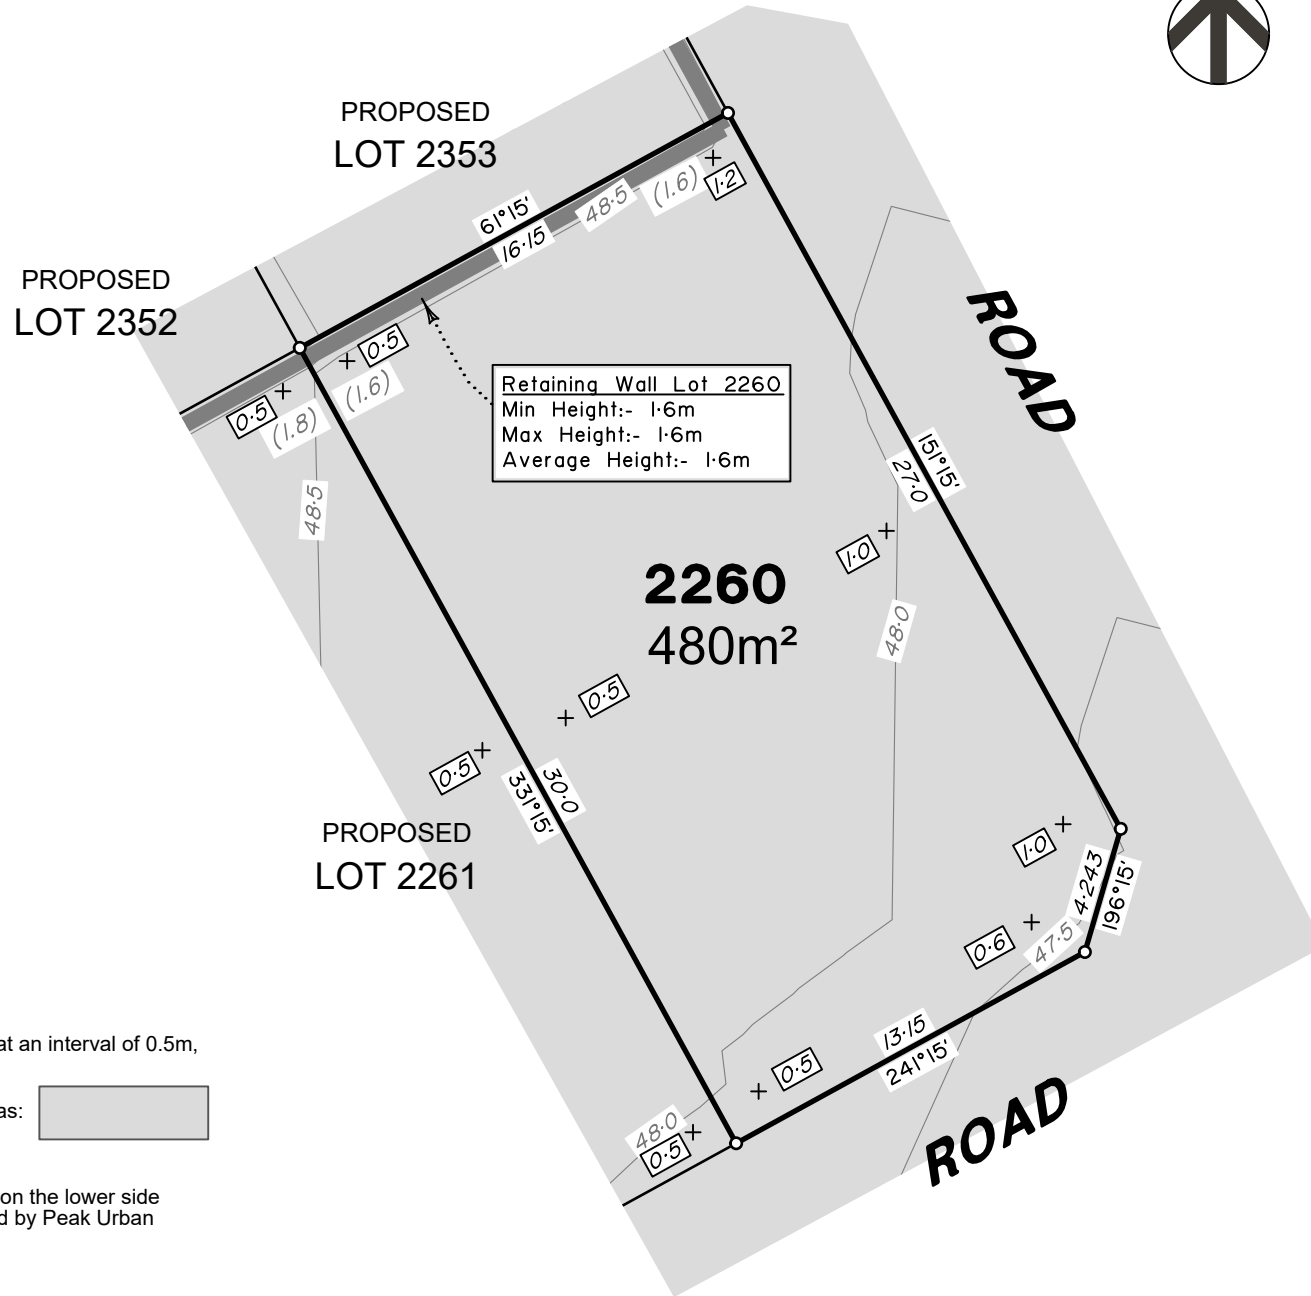 PROPOSED
LOT 2353
61°15'
16·15
48·5
(1.6)
1·2
PROPOSED
LOT 2352
0·5
(1.6)
0·5
(1.8)
48·5
Retaining Wall Lot 2260
Min Height:- 1·6m
Max Height:- 1·6m
Average Height:- 1·6m
ROAD
151°15'
27·0
1·0
2260
480m²
48·0
0·5
0·5
30·0
331°15'
PROPOSED
LOT 2261
1·0
4·243
196°15'
0·6
47·5
13·15
241°15'
0·5
48·0
0·5
ROAD
at an interval of 0.5m,
as:
on the lower side
d by Peak Urban